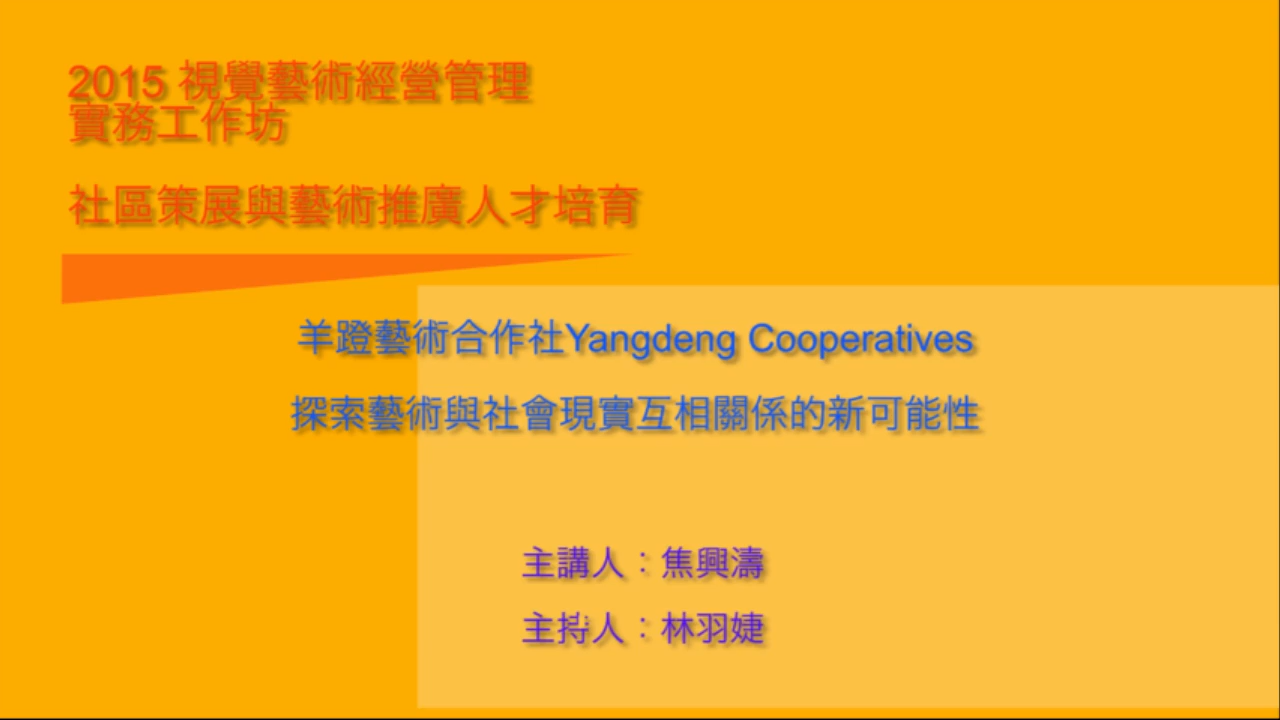 2015 視覺藝術經營管理
實務工作坊
社區策展與藝術推廣人才培育
羊蹬藝術合作社Yangdeng Cooperatives
探索藝術與社會現實互相關係的新可能性
主講人：焦興濤
主持人：林羽婕